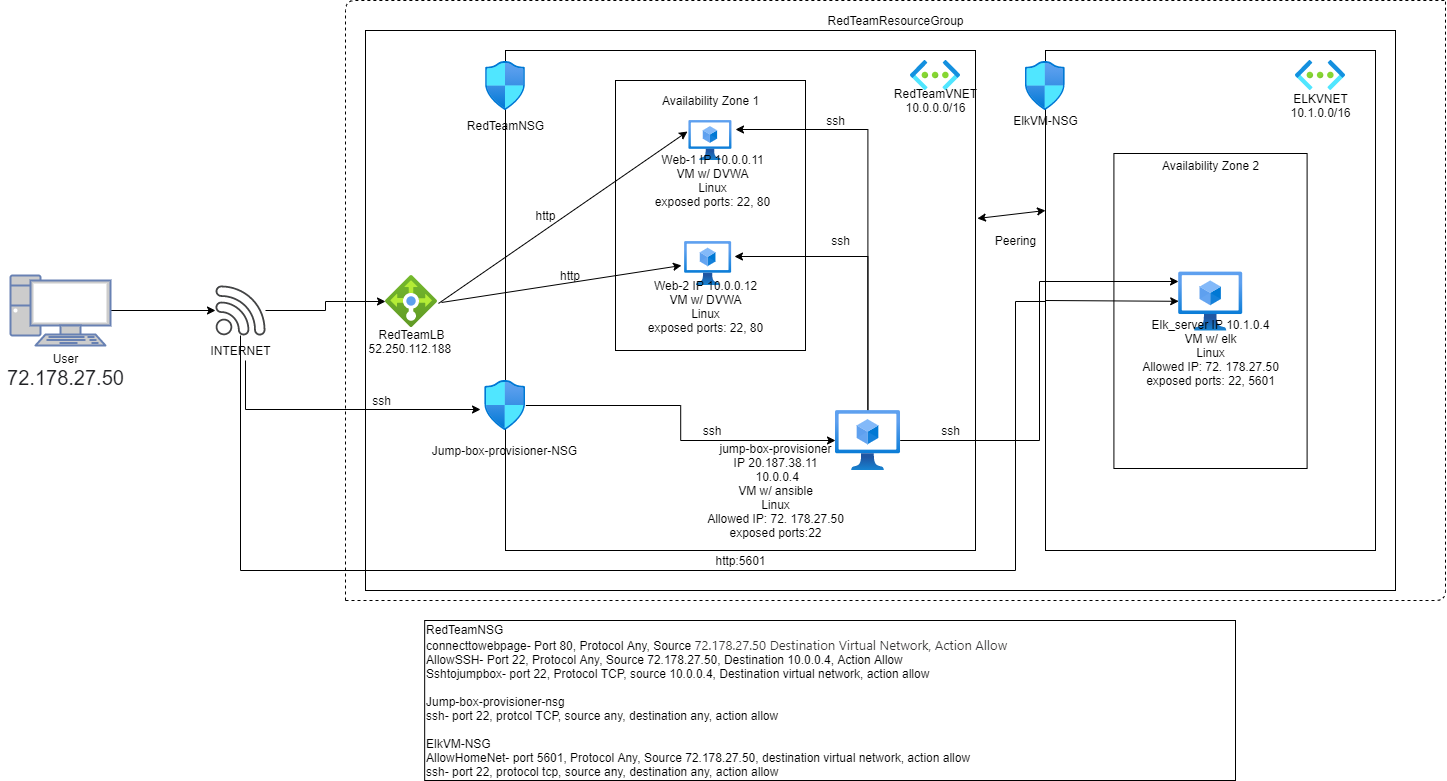 RedTeamResourceGroup
RedTeamNSG
Availability Zone 1
Web-1 IP 10.0.0.11
VM w/ DVWA
Linux
exposed ports: 22, 80
ssh
RedTeamVNET
10.0.0.0/16
ElkVM-NSG
ELKVNET
10.1.0.0/16
Availability Zone 2
http
http
ssh
Web-2 IP 10.0.0.12
VM w/ DVWA
Linux
exposed ports: 22, 80
Peering
User
72.178.27.50
INTERNET
RedTeamLB
52.250.112.188
Elk_server IP 10.1.0.4
VM w/ elk
Linux
Allowed IP: 72. 178.27.50
exposed ports: 22, 5601
ssh
Jump-box-provisioner-NSG
ssh
ssh
jump-box-provisioner
IP 20.187.38.11
10.0.0.4
VM w/ ansible
Linux
Allowed IP: 72. 178.27.50
exposed ports:22
http:5601
RedTeamNSG
connecttowebpage- Port 80, Protocol Any, Source 72.178.27.50 Destination Virtual Network, Action Allow
AllowSSH- Port 22, Protocol Any, Source 72.178.27.50, Destination 10.0.0.4, Action Allow
Sshtojumpbox- port 22, Protocol TCP, source 10.0.0.4, Destination virtual network, action allow
Jump-box-provisioner-nsg
ssh- port 22, protcol TCP, source any, destination any, action allow
ElkVM-NSG
AllowHomeNet- port 5601, Protocol Any, Source 72.178.27.50, destination virtual network, action allow
ssh- port 22, protocol tcp, source any, destination any, action allow